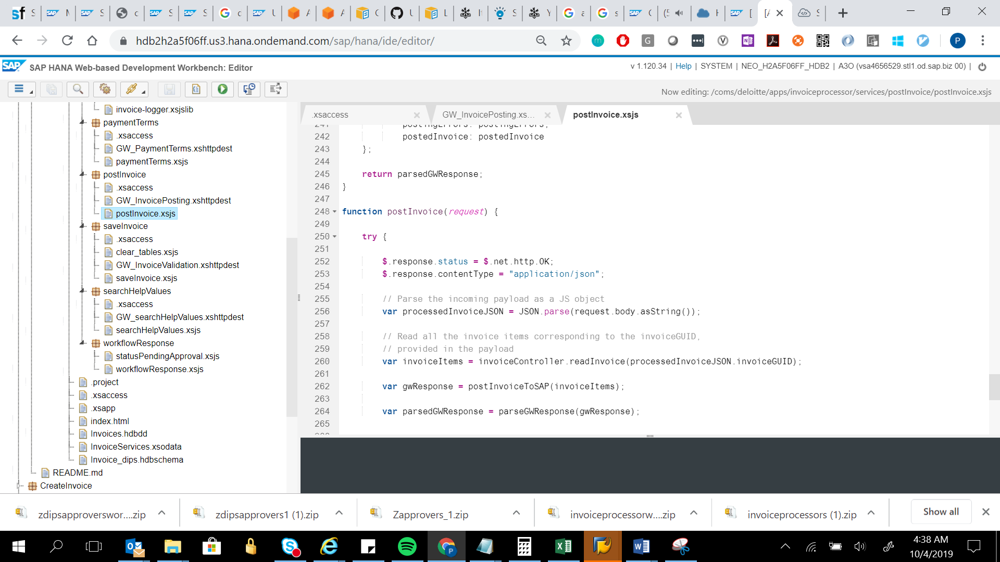 hdb2h2a5f06ff.us3.hana.ondemand.com/sap/hana/ide/editor/
SAP SAP HANA Web-based Development Workbench: Editor
v 1.120.34 | Help | SYSTEM | NEO_H2A5F06FF_HDB2 | A3O (vsa4656529.stl1.od.sap.biz 00) |
Now editing: /coms/deloitte/apps/invoiceprocessor/services/postInvoice/postInvoice.xsjs
invoice-logger.xsjslib
paymentTerms
.xsaccess
GW_PaymentTerms.xshttpdest
paymentTerms.xsjs
postInvoice
.xsaccess
GW_InvoicePosting.xshttpdest
postInvoice.xsjs
saveInvoice
.xsaccess
clear_tables.xsjs
GW_InvoiceValidation.xshttpdest
saveInvoice.xsjs
searchHelpValues
.xsaccess
GW_searchHelpValues.xshttpdest
searchHelpValues.xsjs
workflowResponse
statusPendingApproval.xsjs
workflowResponse.xsjs
.project
.xsaccess
.xsapp
index.html
Invoices.hdbdd
InvoiceServices.xsodata
Invoice_dips.hdbschema
README.md
CreateInvoice
.xsaccess
GW_InvoicePosting.xs...
postInvoice.xsjs
241 postingErrors: postingErrors,
242 postedInvoice: postedInvoice
243 };
244
245 return parsedGWResponse;
246 }
247
248 function postInvoice(request) {
249
250 try {
251
252 $.response.status = $.net.http.OK;
253 $.response.contentType = "application/json";
254
255 // Parse the incoming payload as a JS object
256 var processedInvoiceJSON = JSON.parse(request.body.asString());
257
258 // Read all the invoice items corresponding to the invoiceGUID,
259 // provided in the payload
260 var invoiceItems = invoiceController.readInvoice(processedInvoiceJSON.invoiceGUID);
261
262 var gwResponse = postInvoiceToSAP(invoiceItems);
263
264 var parsedGWResponse = parseGWResponse(gwResponse);
265
zdipsapproverswor....zip
zdipsapprovers1 (1).zip
Zapprovers_1.zip
invoiceprocessorw....zip
invoiceprocessors (1).zip
Show all
4:38 AM
10/4/2019